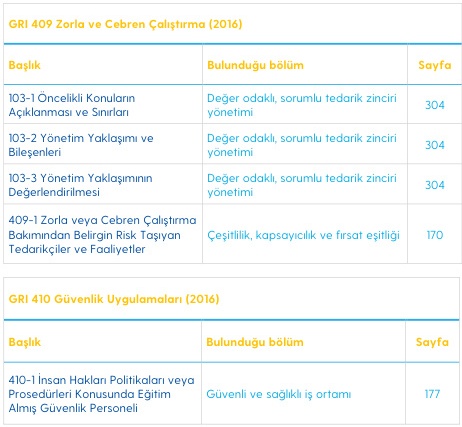 GRI 409 Zorla ve Cebren Çalıştırma (2016)
Başlık Bulunduğu bölüm Sayfa
103-1 Öncelikli Konuların
Açıklanması ve Sınırları
Değer odaklı, sorumlu tedarik zinciri
yönetimi
304
103-2 Yönetim Yaklaşımı ve
Bileşenleri
Değer odaklı, sorumlu tedarik zinciri
yönetimi
304
103-3 Yönetim Yaklaşımının
Değerlendirilmesi
Değer odaklı, sorumlu tedarik zinciri
yönetimi
304
409-1 Zorla veya Cebren Çalıştırma
Bakımından Belirgin Risk Taşıyan
Tedarikçiler ve Faaliyetler
Çeşitlilik, kapsayıcılık ve fırsat eşitliği
170
GRI 410 Güvenlik Uygulamaları (2016)
Başlık Bulunduğu bölüm Sayfa
410-1 İnsan Hakları Politikaları veya
Prosedürleri Konusunda Eğitim
Almış Güvenlik Personeli
Güvenli ve sağlıklı iş ortamı
177